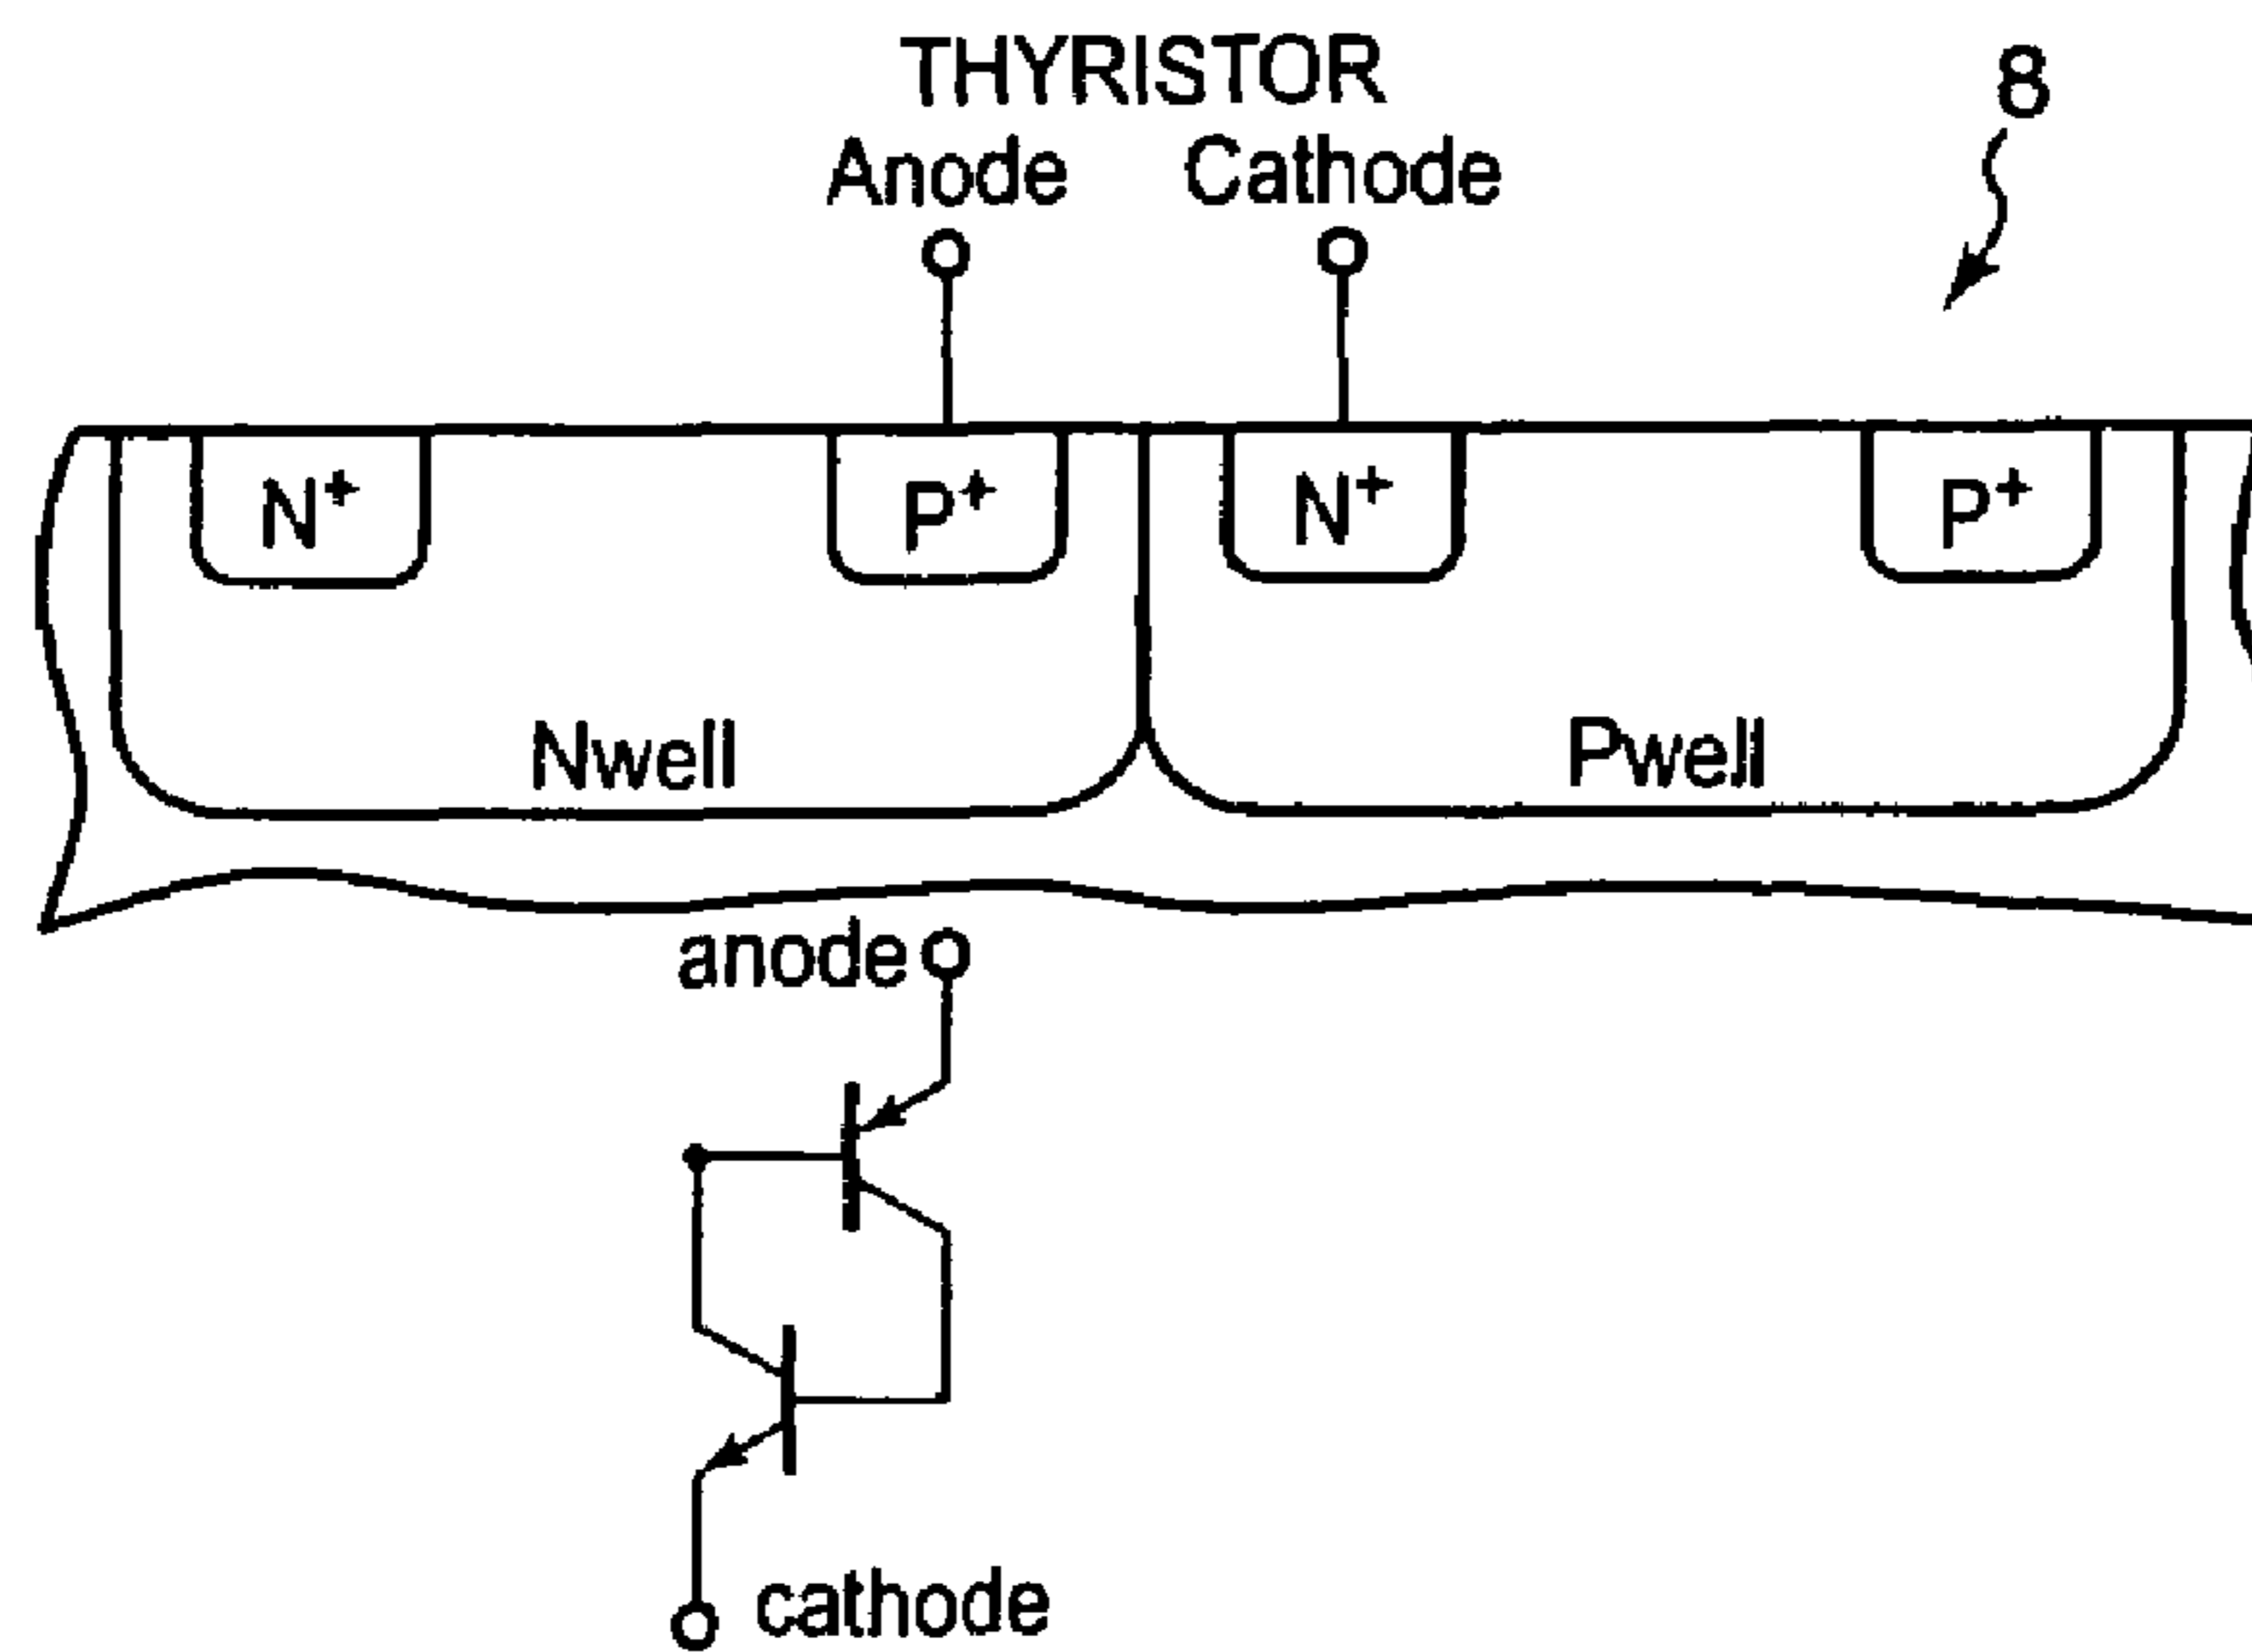 THYRISTOR
8
Anode Cathode
N+ P+ N+ P+
Nwell Pwell
anode
cathode